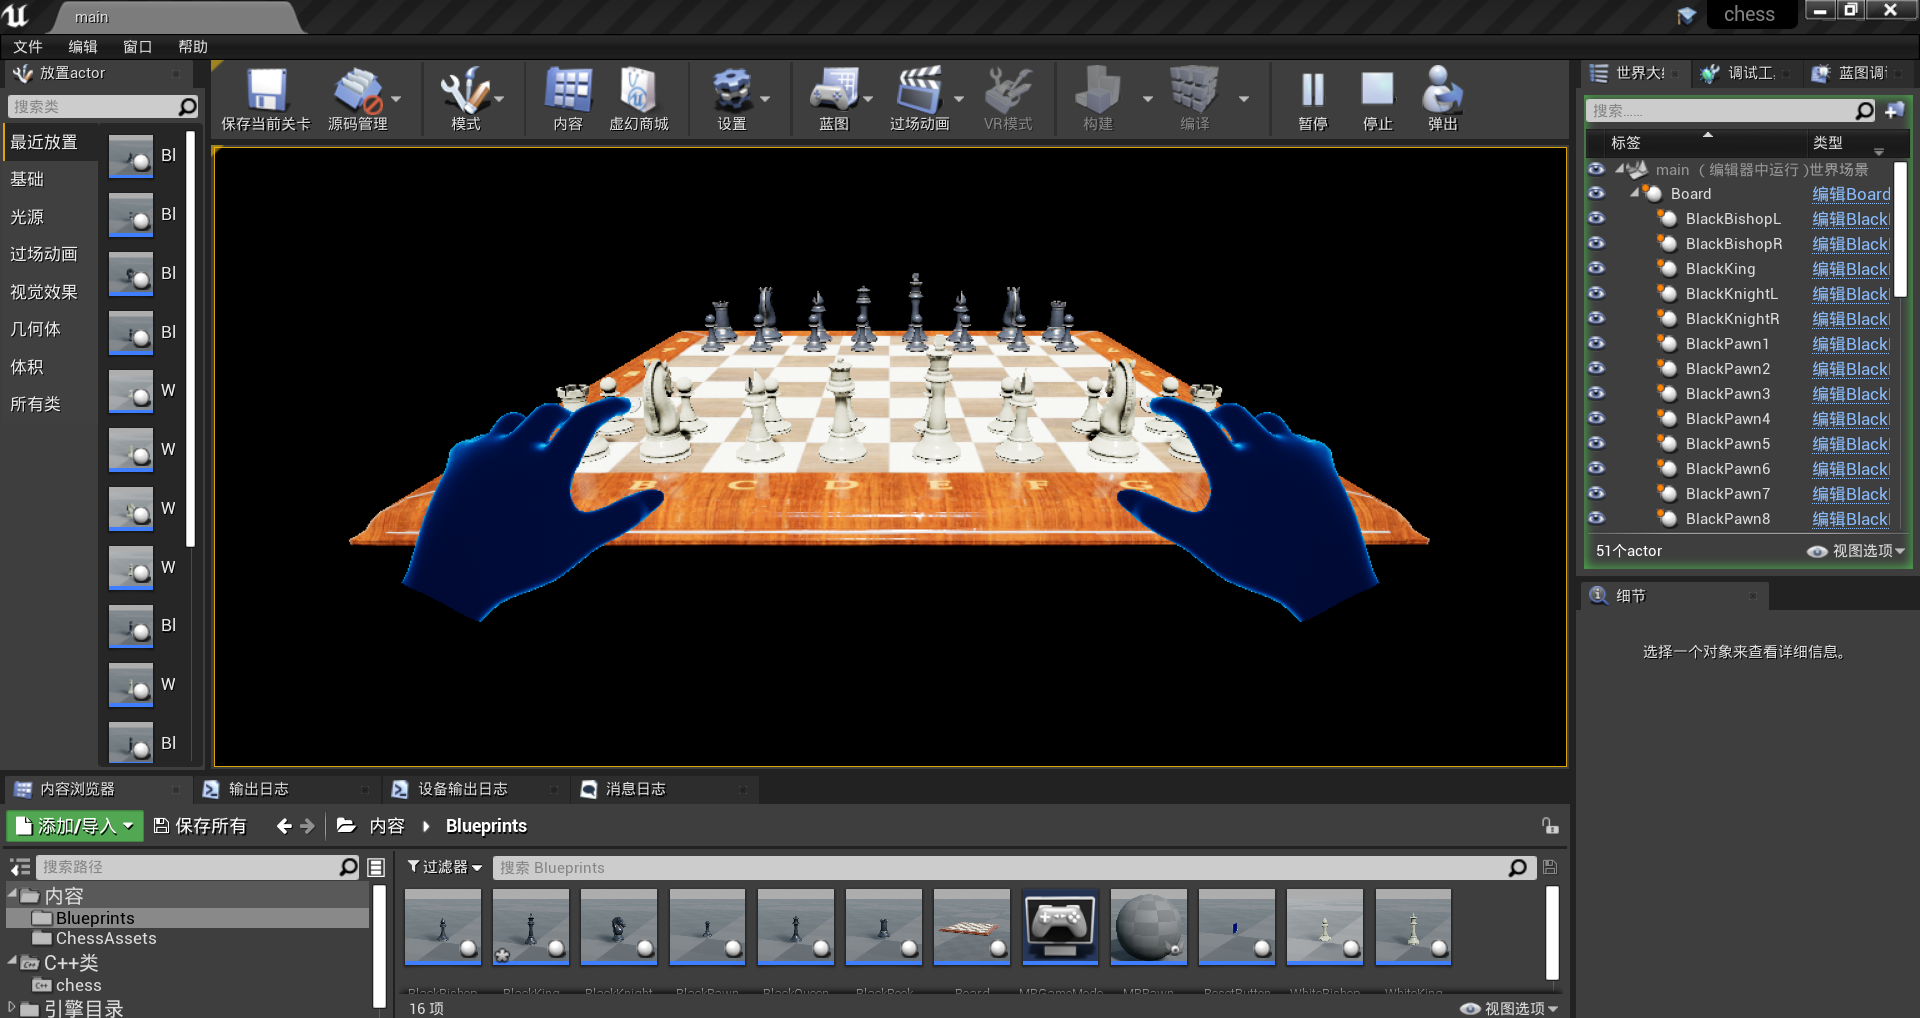 main
chess
文件 编辑 窗口 帮助
放置actor
搜索类
最近放置
基础
光源
过场动画
视觉效果
几何体
体积
所有类
Bl
Bl
Bl
Bl
W
W
W
W
Bl
W
Bl
保存当前关卡 源码管理 模式 内容 虚幻商城 设置 蓝图 过场动画 VR模式 构建 编译 暂停 停止 弹出
B C D E F G
世界大 调试工 蓝图调
搜索......
标签 类型
main （编辑器中运行）世界场景
Board 编辑Board
BlackBishopL 编辑Black
BlackBishopR 编辑Black
BlackKing 编辑Black
BlackKnightL 编辑Black
BlackKnightR 编辑Black
BlackPawn1 编辑Black
BlackPawn2 编辑Black
BlackPawn3 编辑Black
BlackPawn4 编辑Black
BlackPawn5 编辑Black
BlackPawn6 编辑Black
BlackPawn7 编辑Black
BlackPawn8 编辑Black
51个actor 视图选项
细节
选择一个对象来查看详细信息。
内容浏览器 输出日志 设备输出日志 消息日志
添加/导入 保存所有 内容 Blueprints
搜索路径
过滤器 搜索 Blueprints
内容
Blueprints
ChessAssets
C++类
chess
引擎目录
BlackBishop BlackKing BlackKnight BlackPawn BlackQueen BlackRook Board MRGameMode MRPawn ResetButton WhiteBishop WhiteKing
16 项 视图选项